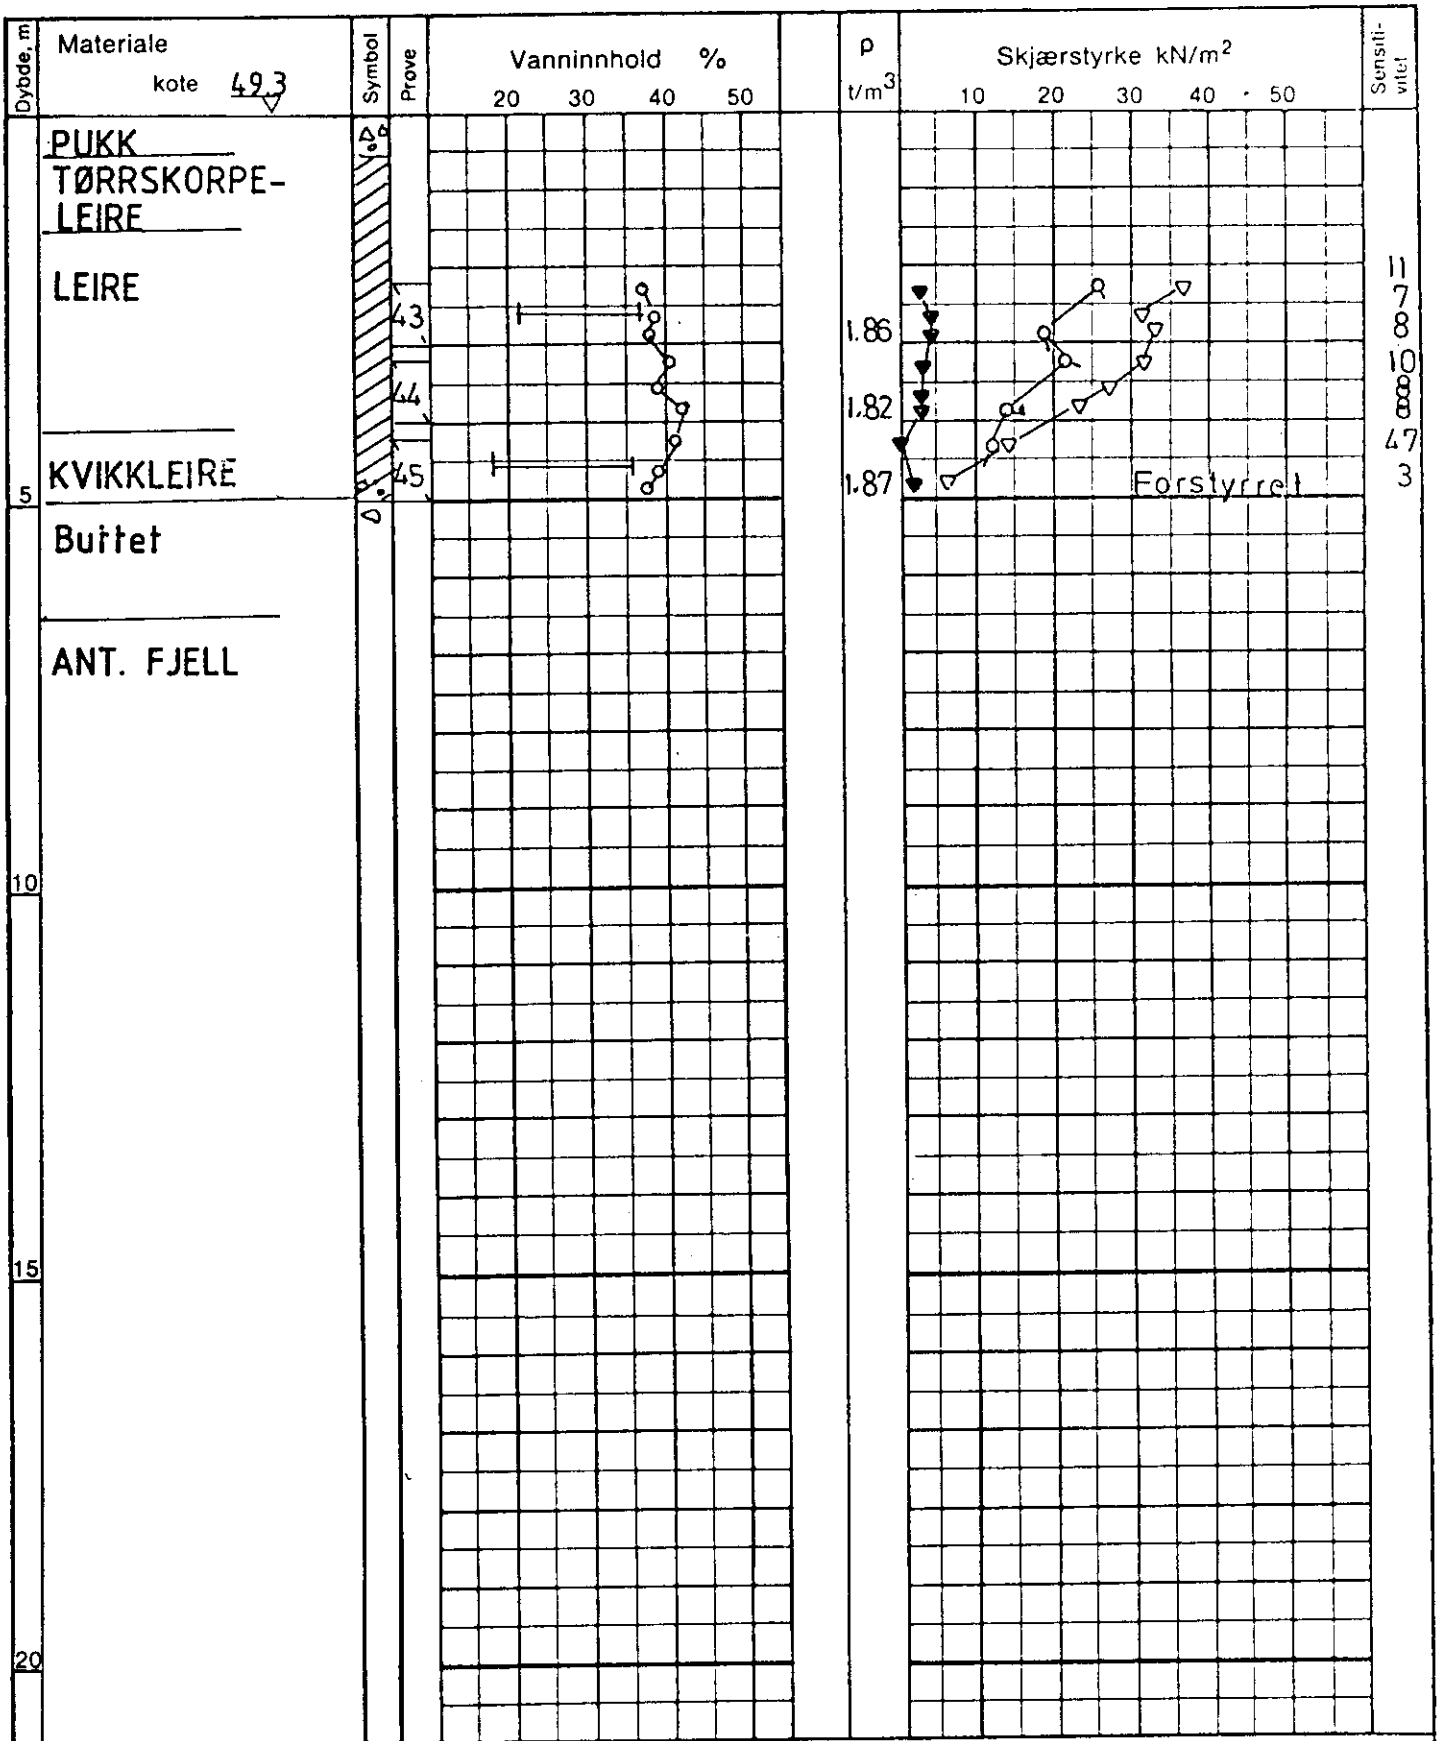 Dybde, m
Materiale
kote 49.3
Symbol
Prøve
Vanninnhold %
20 30 40 50
ρ
t/m³
Skjærstyrke kN/m²
10 20 30 40 50
Sensiti-
vitet
PUKK
TØRRSKORPE-
LEIRE
LEIRE
KVIKKLEIRE
Buttet
ANT. FJELL
5
10
15
20
43
44
45
1.86
1.82
1.87
Forstyrret
11
7
8
10
8
8
47
3